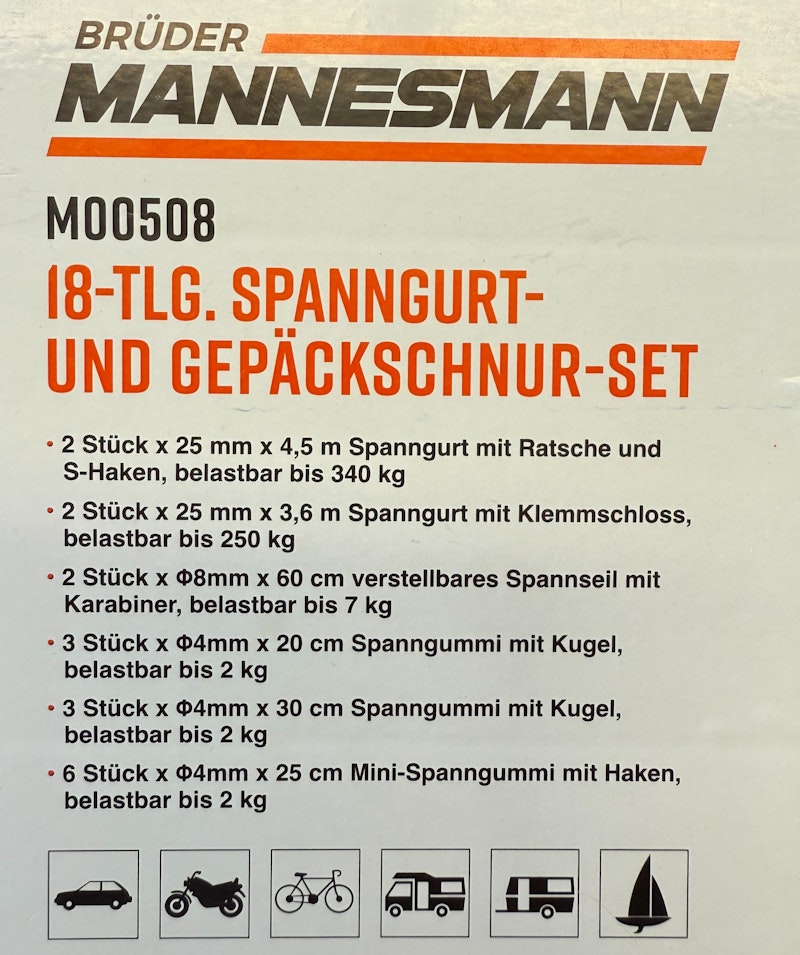 BRÜDER
MANNESMANN
M00508
18-TLG. SPANNGURT-
UND GEPÄCKSCHNUR-SET
• 2 Stück x 25 mm x 4,5 m Spanngurt mit Ratsche und
S-Haken, belastbar bis 340 kg
• 2 Stück x 25 mm x 3,6 m Spanngurt mit Klemmschloss,
belastbar bis 250 kg
• 2 Stück x Φ8mm x 60 cm verstellbares Spannseil mit
Karabiner, belastbar bis 7 kg
• 3 Stück x Φ4mm x 20 cm Spanngummi mit Kugel,
belastbar bis 2 kg
• 3 Stück x Φ4mm x 30 cm Spanngummi mit Kugel,
belastbar bis 2 kg
• 6 Stück x Φ4mm x 25 cm Mini-Spanngummi mit Haken,
belastbar bis 2 kg